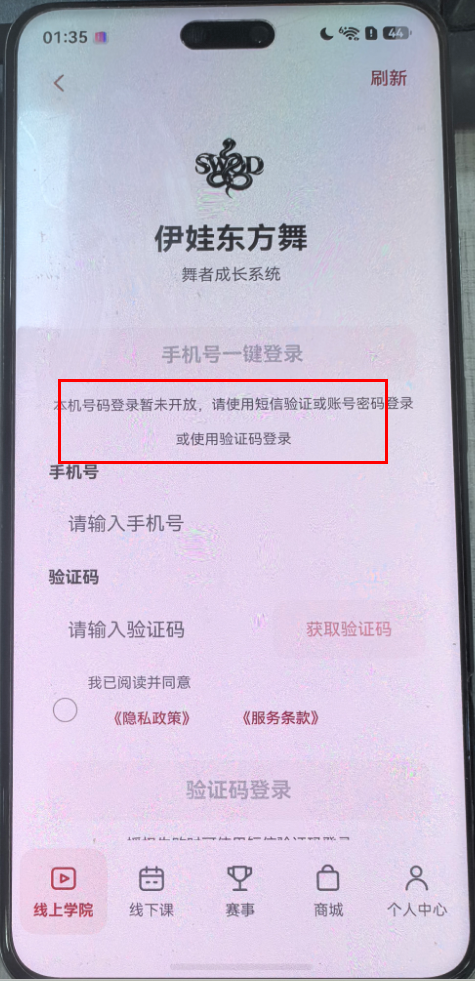 01:35
44
刷新
SWOD
伊娃东方舞
舞者成长系统
手机号一键登录
本机号码登录暂未开放，请使用短信验证或账号密码登录
或使用验证码登录
手机号
请输入手机号
验证码
请输入验证码
获取验证码
我已阅读并同意
《隐私政策》
《服务条款》
验证码登录
线上学院
线下课
赛事
商城
个人中心